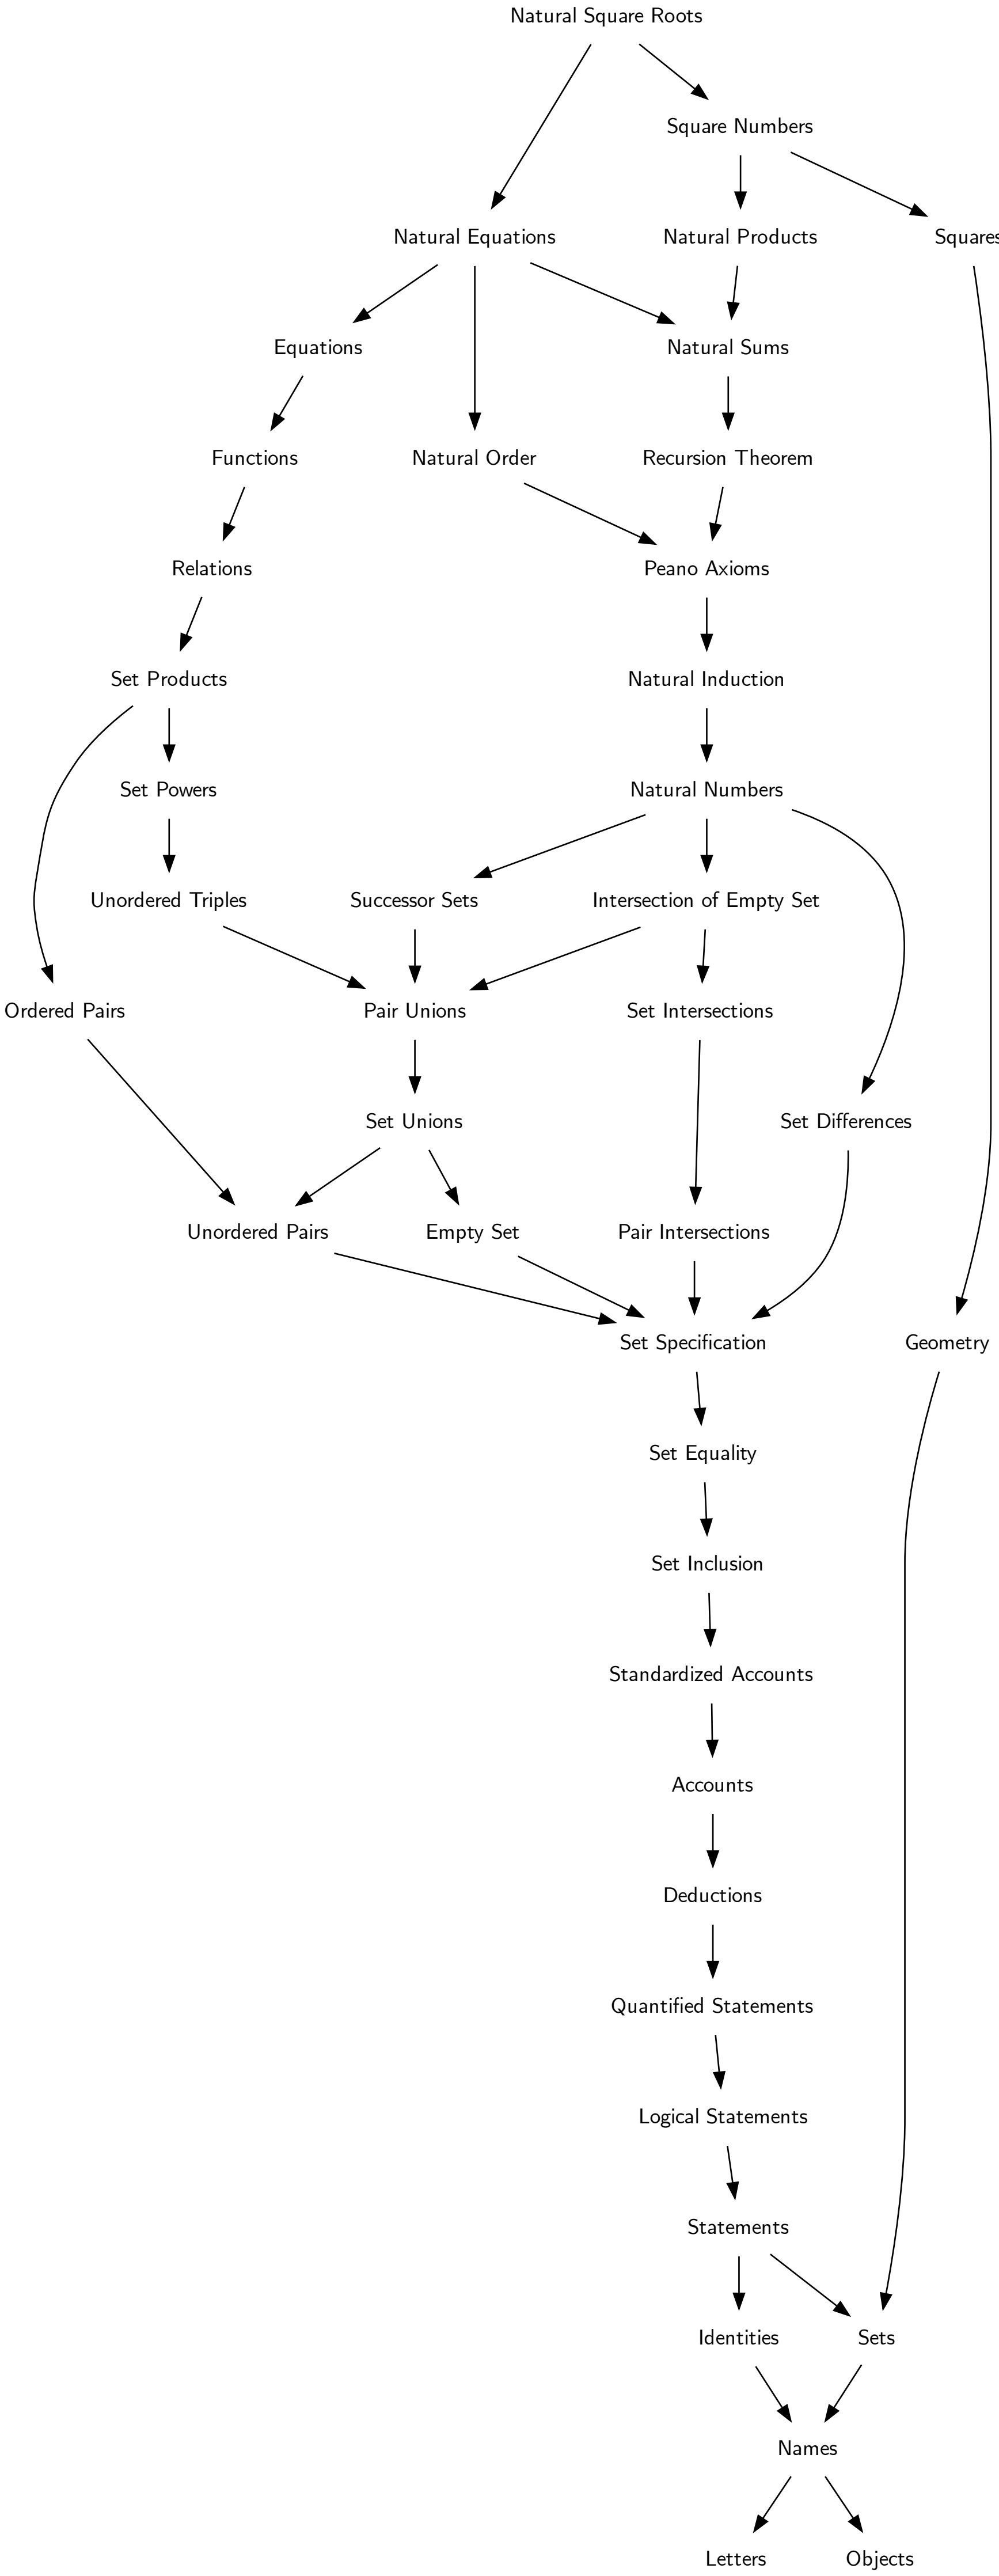 Natural Square Roots
Square Numbers
Natural Equations
Natural Products
Squares
Equations
Natural Sums
Functions
Natural Order
Recursion Theorem
Relations
Peano Axioms
Set Products
Natural Induction
Set Powers
Natural Numbers
Unordered Triples
Successor Sets
Intersection of Empty Set
Ordered Pairs
Pair Unions
Set Intersections
Set Unions
Set Differences
Unordered Pairs
Empty Set
Pair Intersections
Set Specification
Geometry
Set Equality
Set Inclusion
Standardized Accounts
Accounts
Deductions
Quantified Statements
Logical Statements
Statements
Identities
Sets
Names
Letters
Objects